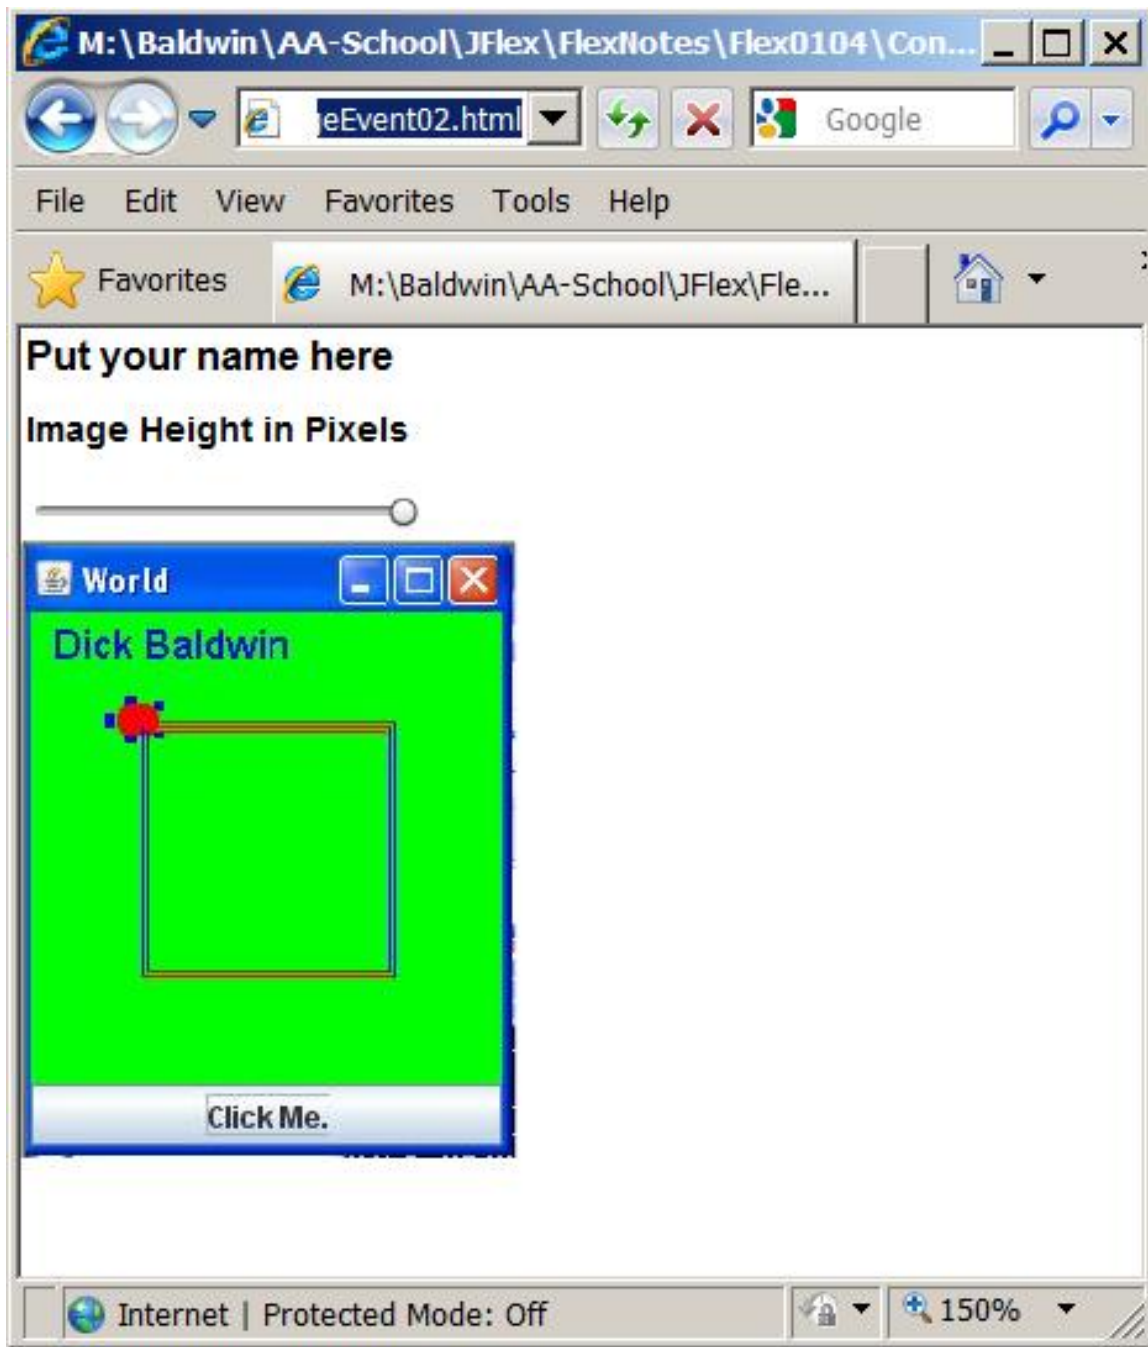 M:\Baldwin\AA-School\JFlex\FlexNotes\Flex0104\Con...
eEvent02.html Google
File Edit View Favorites Tools Help
Favorites M:\Baldwin\AA-School\JFlex\Fle...
Put your name here
Image Height in Pixels
World
Dick Baldwin
Click Me.
Internet | Protected Mode: Off 150%